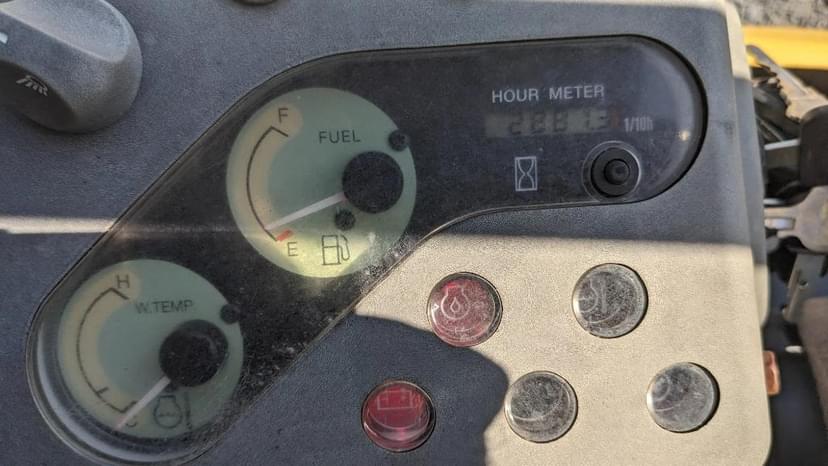 HOUR METER
F
FUEL
1/10h
E
H
W.TEMP
C